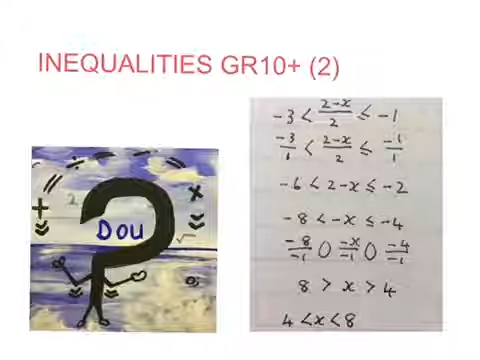 INEQUALITIES GR10+ (2)
Dou
2
√
-3 < (2-x)/2 ≤ -1
-3/1 < (2-x)/2 ≤ -1/1
-6 < 2-x ≤ -2
-8 < -x ≤ -4
-8/-1 () -x/-1 () -4/-1
8 > x > 4
4 < x < 8